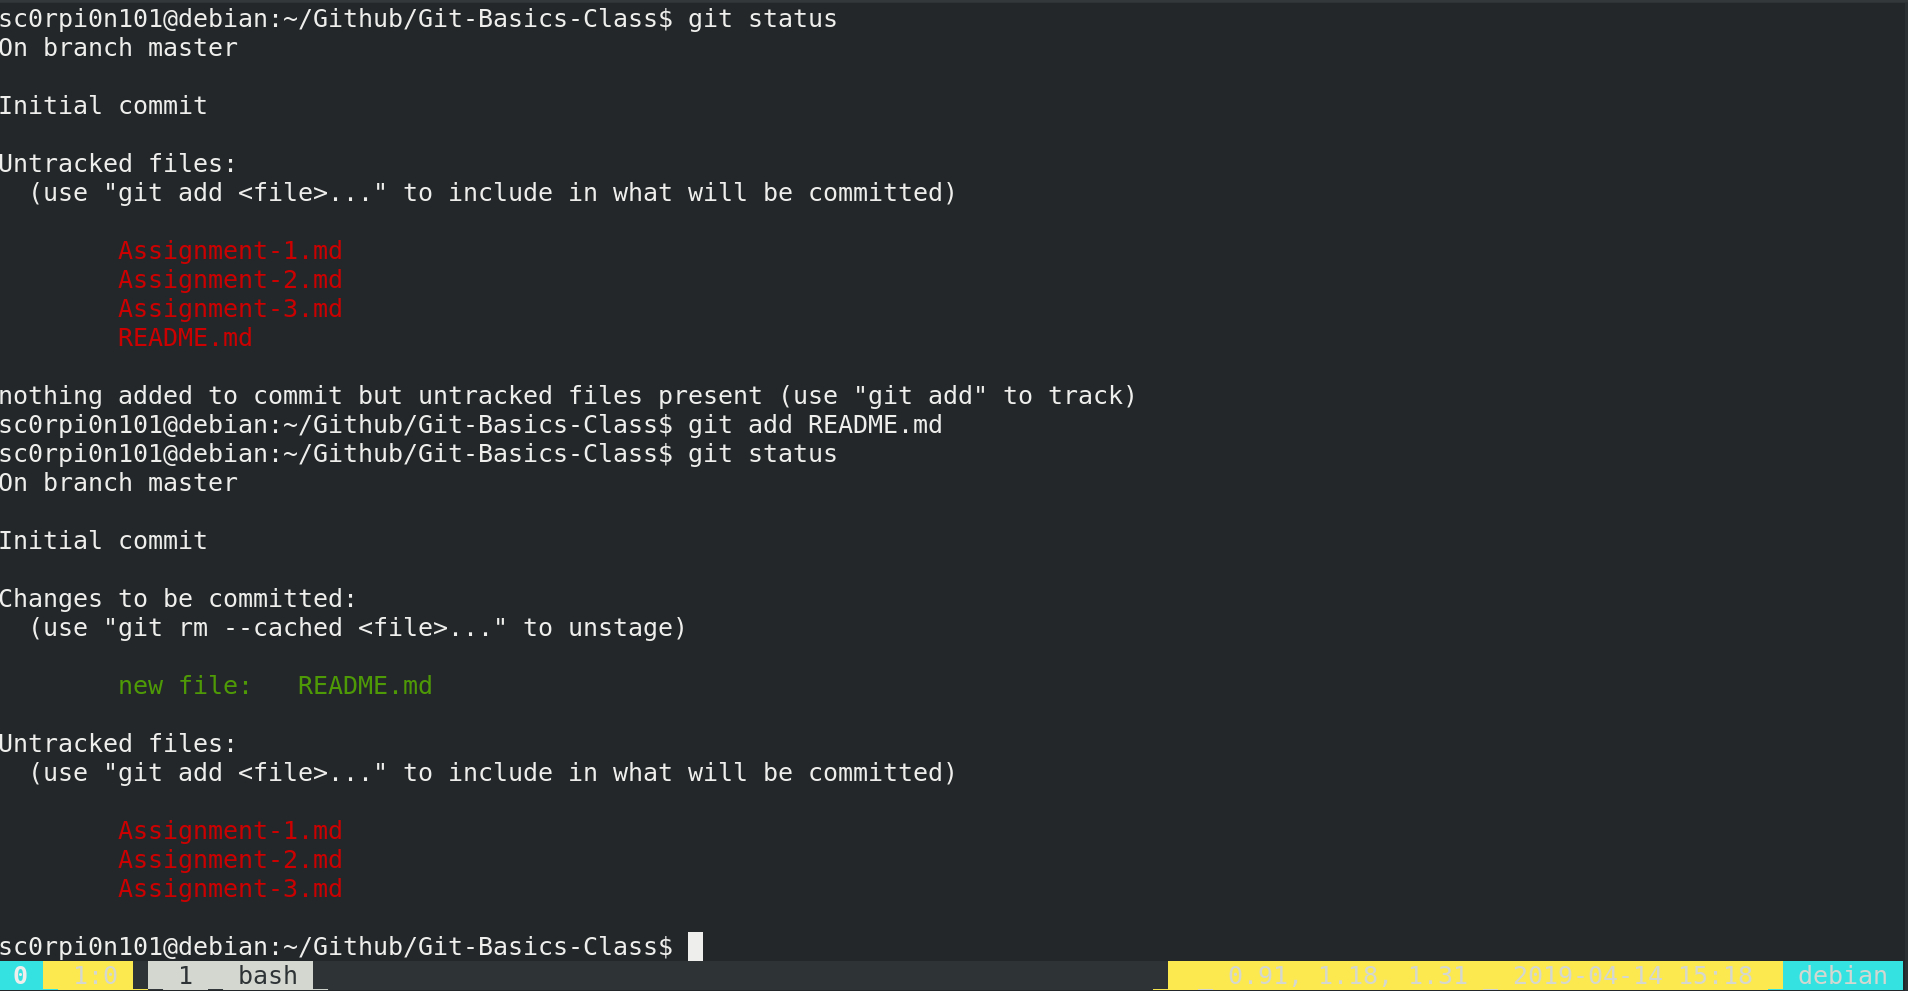 sc0rpi0n101@debian:~/Github/Git-Basics-Class$ git status
On branch master
Initial commit
Untracked files:
  (use "git add <file>..." to include in what will be committed)
        Assignment-1.md
        Assignment-2.md
        Assignment-3.md
        README.md
nothing added to commit but untracked files present (use "git add" to track)
sc0rpi0n101@debian:~/Github/Git-Basics-Class$ git add README.md
sc0rpi0n101@debian:~/Github/Git-Basics-Class$ git status
On branch master
Initial commit
Changes to be committed:
  (use "git rm --cached <file>..." to unstage)
        new file:   README.md
Untracked files:
  (use "git add <file>..." to include in what will be committed)
        Assignment-1.md
        Assignment-2.md
        Assignment-3.md
sc0rpi0n101@debian:~/Github/Git-Basics-Class$
0 1:0 1 bash 0.91, 1.18, 1.31 2019-04-14 15:18 debian